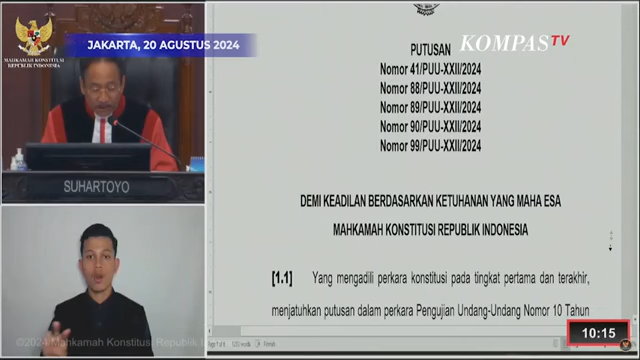 MAHKAMAH KONSTITUSI
REPUBLIK INDONESIA
JAKARTA, 20 AGUSTUS 2024
KOMPAS TV
SUHARTOYO
PUTUSAN
Nomor 41/PUU-XXII/2024
Nomor 88/PUU-XXII/2024
Nomor 89/PUU-XXII/2024
Nomor 90/PUU-XXII/2024
Nomor 99/PUU-XXII/2024
DEMI KEADILAN BERDASARKAN KETUHANAN YANG MAHA ESA
MAHKAMAH KONSTITUSI REPUBLIK INDONESIA
[1.1] Yang mengadili perkara konstitusi pada tingkat pertama dan terakhir,
menjatuhkan putusan dalam perkara Pengujian Undang-Undang Nomor 10 Tahun
©2024 Mahkamah Konstitusi Republik
10:15